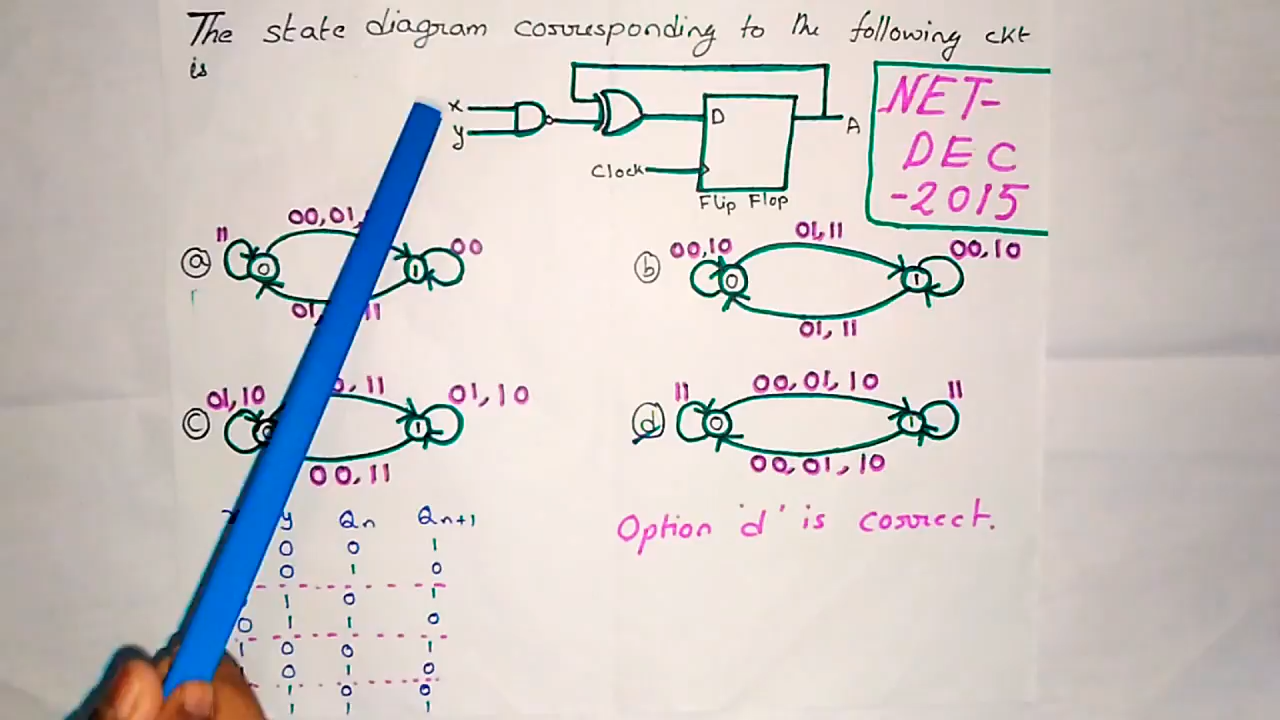 The state diagram corresponding to the following ckt
is
NET-
DEC
-2015
x
y
D
A
Clock
Flip Flop
a
11
00,01,
0
1
00
01,
11
b
00,10
01,11
0
1
00,10
01,11
c
01,10
0,11
1
01,10
00,11
d
11
00,01,10
0
1
11
00,01,10
y Qn Qn+1
0 0 1
0 1 0
1 0 1
0 1 1 0
1 0 0 1
1 0 1 0
1 0 0
1 1 1
Option 'd' is correct.